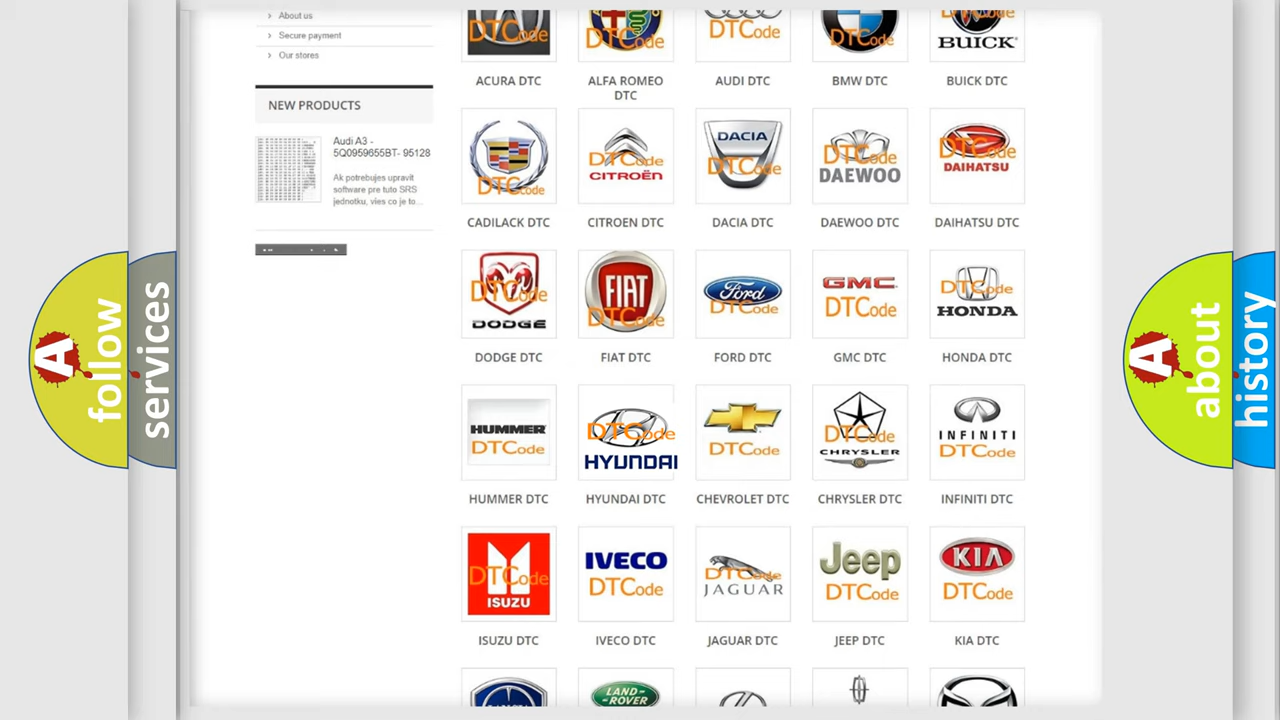 About us
Secure payment
Our stores
NEW PRODUCTS
Audi A3 -
5Q0959655BT- 95128
Ak potrebujes upravit
software pre tuto SRS
jednotku, vies co je to...
DTCode
DTCode
DTCode
DTCode
BUICK
ACURA DTC
ALFA ROMEO
DTC
AUDI DTC
BMW DTC
BUICK DTC
DTCode
DTCode
CITROËN
DACIA
DTCode
DTCode
DAEWOO
DTCode
DAIHATSU
CADILACK DTC
CITROEN DTC
DACIA DTC
DAEWOO DTC
DAIHATSU DTC
DTCode
DODGE
FIAT
DTCode
Ford
DTCode
GMC
DTCode
DTCode
HONDA
DODGE DTC
FIAT DTC
FORD DTC
GMC DTC
HONDA DTC
HUMMER
DTCode
DTCode
HYUNDAI
DTCode
DTCode
CHRYSLER
INFINITI
DTCode
HUMMER DTC
HYUNDAI DTC
CHEVROLET DTC
CHRYSLER DTC
INFINITI DTC
DTCode
ISUZU
IVECO
DTCode
DTCode
JAGUAR
Jeep
DTCode
KIA
DTCode
ISUZU DTC
IVECO DTC
JAGUAR DTC
JEEP DTC
KIA DTC
LAND-
ROVER
A
follow
services
A
about
history